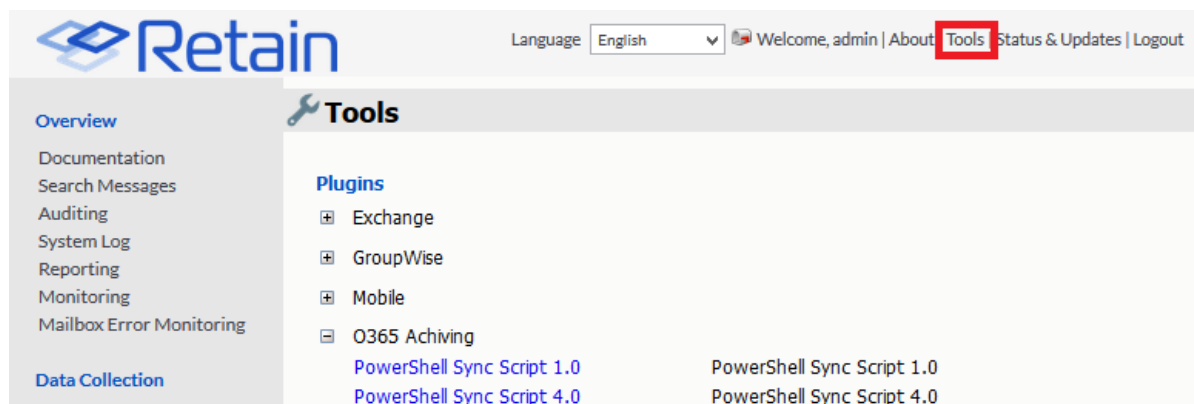 Retain
Language English Welcome, admin | About Tools | Status & Updates | Logout
Overview
Documentation
Search Messages
Auditing
System Log
Reporting
Monitoring
Mailbox Error Monitoring
Data Collection
Tools
Plugins
Exchange
GroupWise
Mobile
O365 Achiving
PowerShell Sync Script 1.0 PowerShell Sync Script 1.0
PowerShell Sync Script 4.0 PowerShell Sync Script 4.0